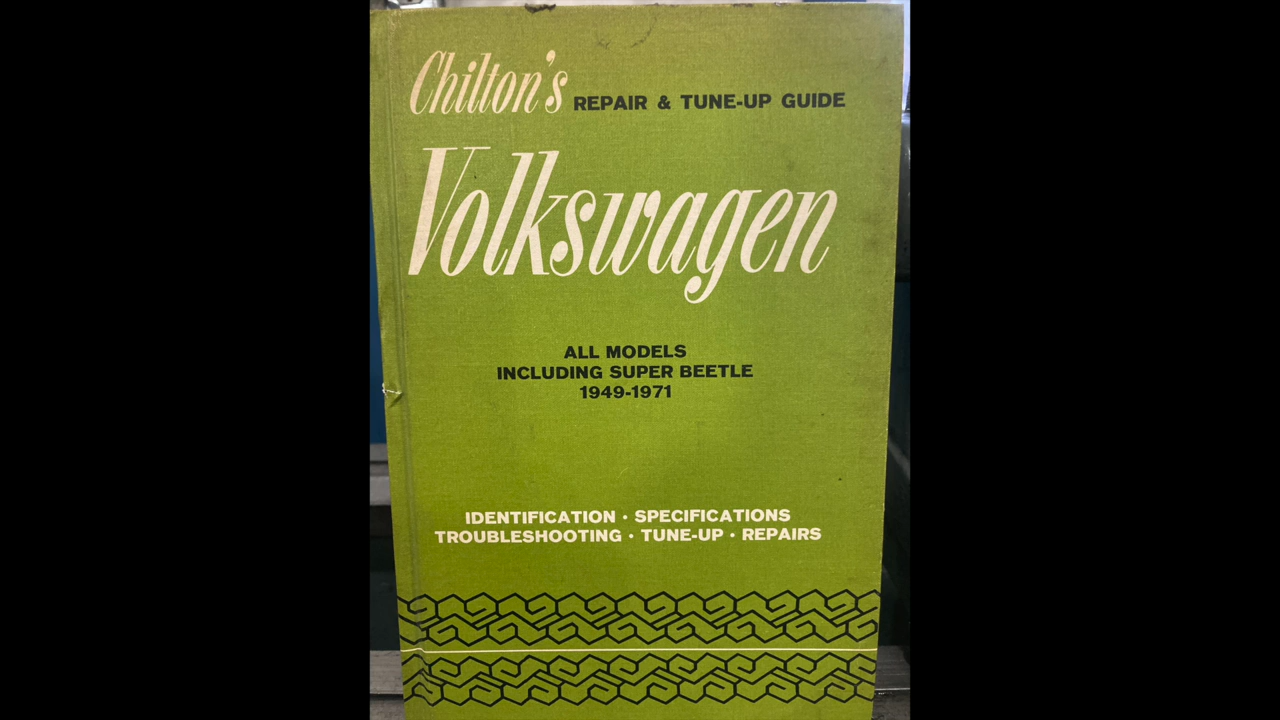 Chilton's REPAIR & TUNE-UP GUIDE
Volkswagen
ALL MODELS
INCLUDING SUPER BEETLE
1949-1971
IDENTIFICATION · SPECIFICATIONS
TROUBLESHOOTING · TUNE-UP · REPAIRS